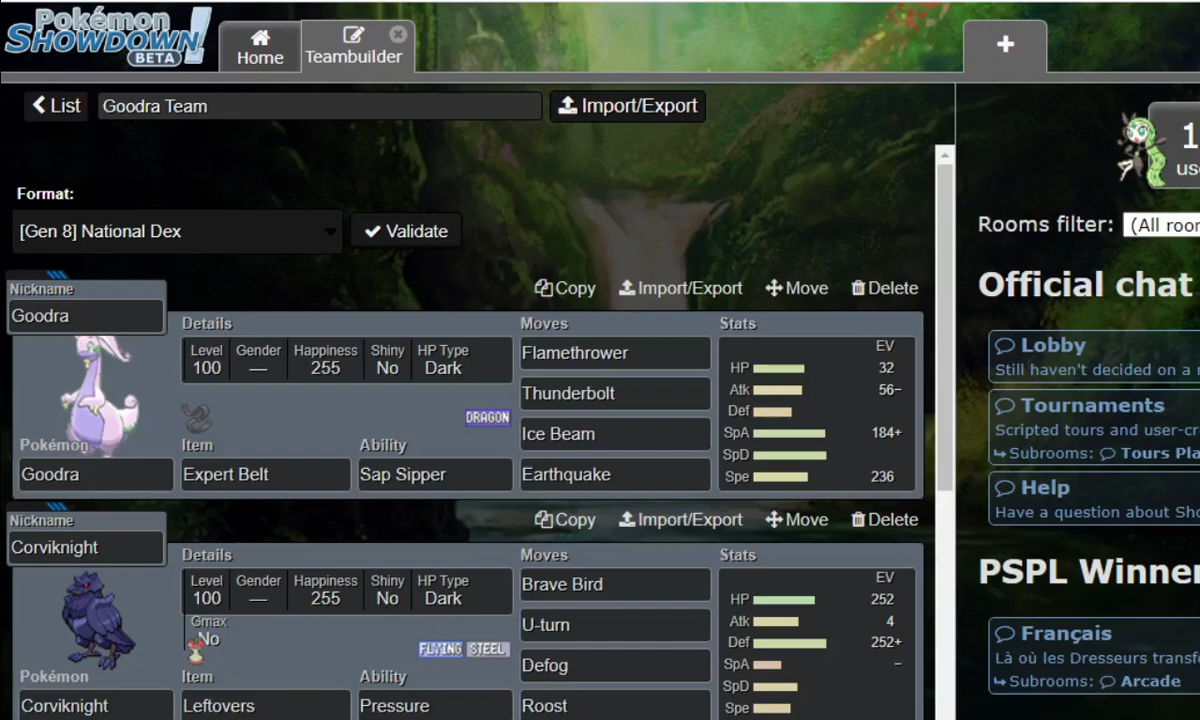 Pokémon
SHOWDOWN!
BETA
Home
Teambuilder
+
List
Goodra Team
Import/Export
Format:
[Gen 8] National Dex
Validate
Copy Import/Export Move Delete
Nickname
Goodra
Pokémon
Goodra
Details
Level Gender Happiness Shiny HP Type
100 — 255 No Dark
DRAGON
Item
Expert Belt
Ability
Sap Sipper
Moves
Flamethrower
Thunderbolt
Ice Beam
Earthquake
Stats
EV
HP 32
Atk 56−
Def
SpA 184+
SpD
Spe 236
Copy Import/Export Move Delete
Nickname
Corviknight
Pokémon
Corviknight
Details
Level Gender Happiness Shiny HP Type
100 — 255 No Dark
Gmax
No
FLYING STEEL
Item
Leftovers
Ability
Pressure
Moves
Brave Bird
U-turn
Defog
Roost
Stats
EV
HP 252
Atk 4
Def 252+
SpA −
SpD
Spe
1
Rooms filter: (All
Official chat
Lobby
Still haven't decided on a
Tournaments
Scripted tours and
Subrooms: Tours
Help
Have a question about
PSPL
Français
Là où les Dresseurs
Subrooms: Arcade